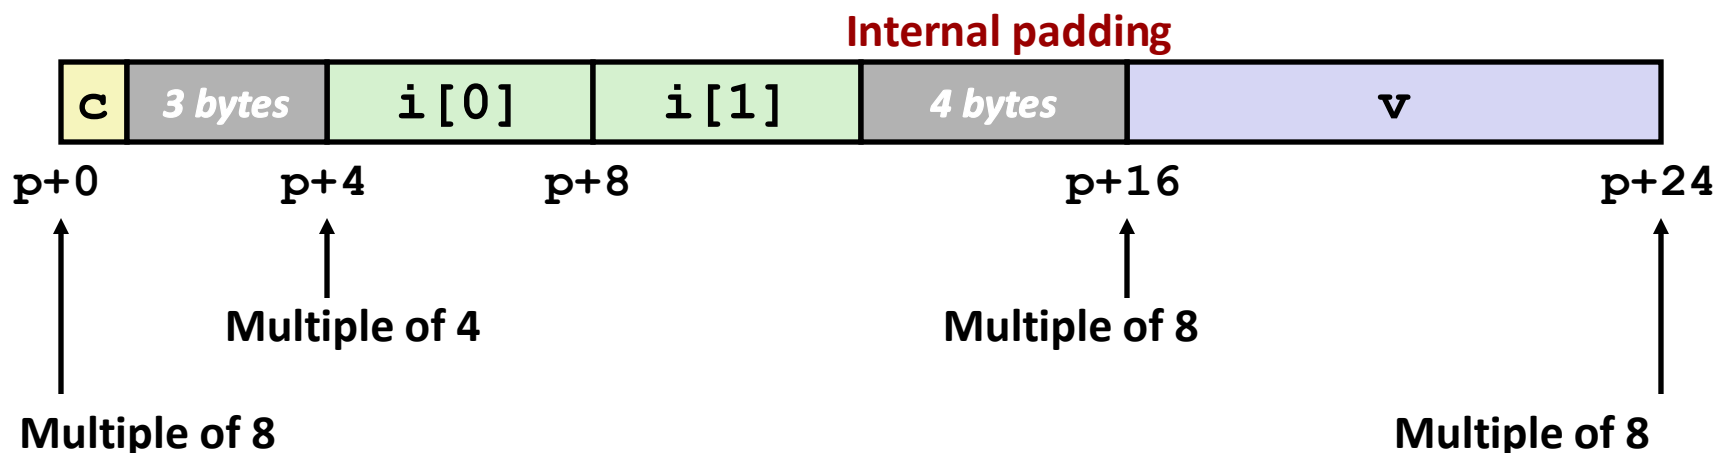 Internal padding
c 3 bytes i[0] i[1] 4 bytes v
p+0 p+4 p+8 p+16 p+24
Multiple of 4 Multiple of 8
Multiple of 8 Multiple of 8